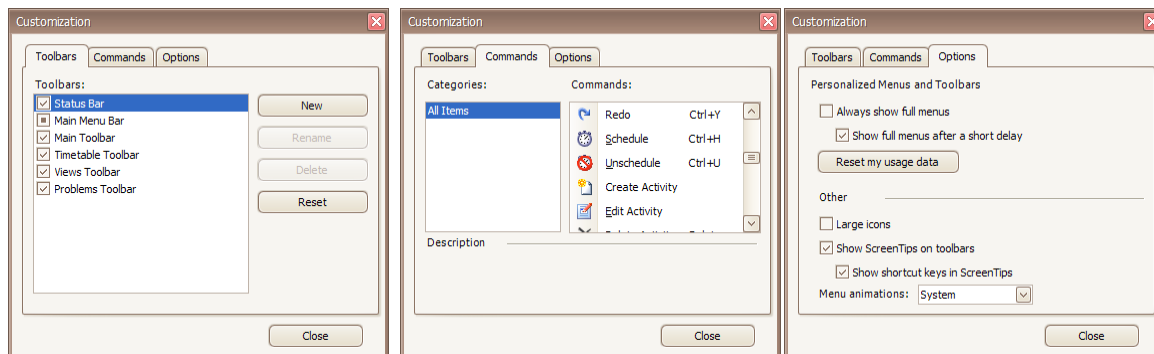 Customization
Toolbars Commands Options
Toolbars:
Status Bar
Main Menu Bar
Main Toolbar
Timetable Toolbar
Views Toolbar
Problems Toolbar
New
Rename
Delete
Reset
Close
Customization
Toolbars Commands Options
Categories:
All Items
Commands:
Redo Ctrl+Y
Schedule Ctrl+H
Unschedule Ctrl+U
Create Activity
Edit Activity
Description
Close
Customization
Toolbars Commands Options
Personalized Menus and Toolbars
Always show full menus
Show full menus after a short delay
Reset my usage data
Other
Large icons
Show ScreenTips on toolbars
Show shortcut keys in ScreenTips
Menu animations: System
Close